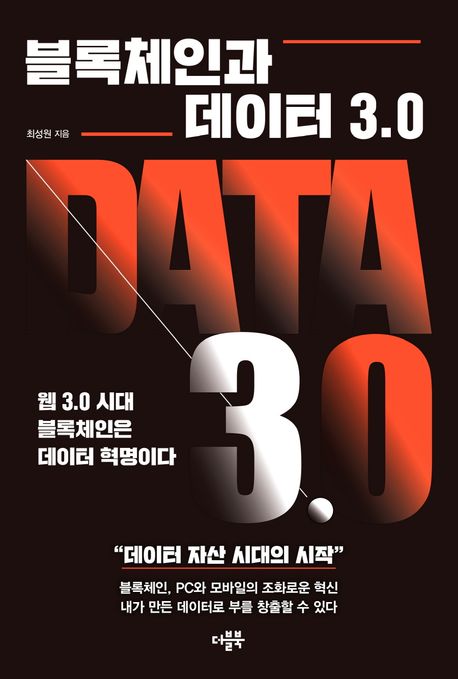 블록체인과
데이터 3.0
최성원 지음
DATA
3.0
웹 3.0 시대
블록체인은
데이터 혁명이다
“데이터 자산 시대의 시작”
블록체인, PC와 모바일의 조화로운 혁신
내가 만든 데이터로 부를 창출할 수 있다
더블북